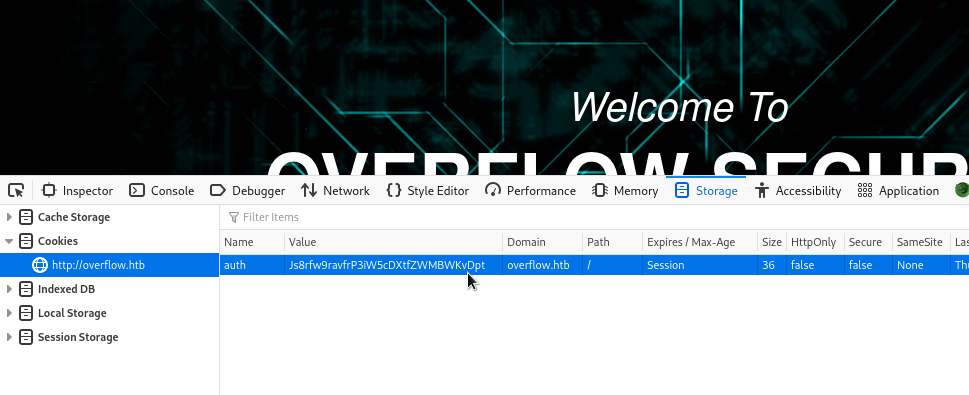 Welcome To
OVERFLOW SECUR
Inspector Console Debugger Network Style Editor Performance Memory Storage Accessibility Application
Cache Storage
Filter Items
Cookies
Name Value Domain Path Expires / Max-Age Size HttpOnly Secure SameSite Las
http://overflow.htb
auth Js8rfw9ravfrP3iW5cDXtfZWMBWKvDpt overflow.htb / Session 36 false false None Thu
Indexed DB
Local Storage
Session Storage